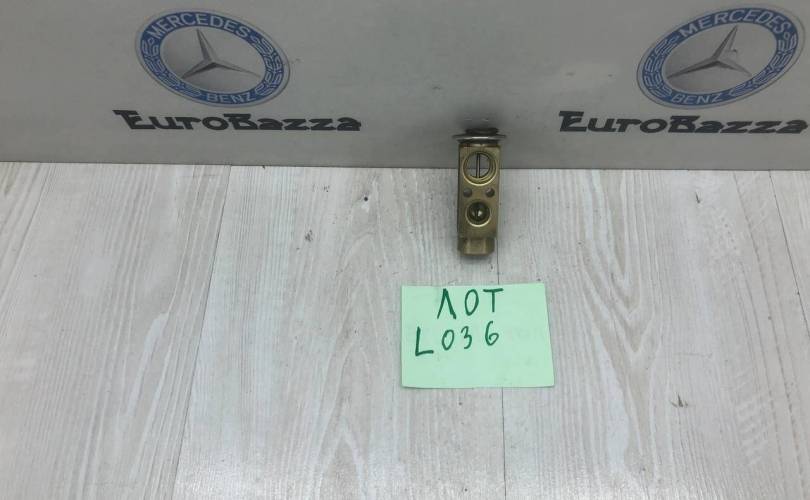 MERCEDES
BENZ
EuroBazza
MERCEDES
BENZ
EuroBazza
ЛОТ
L036